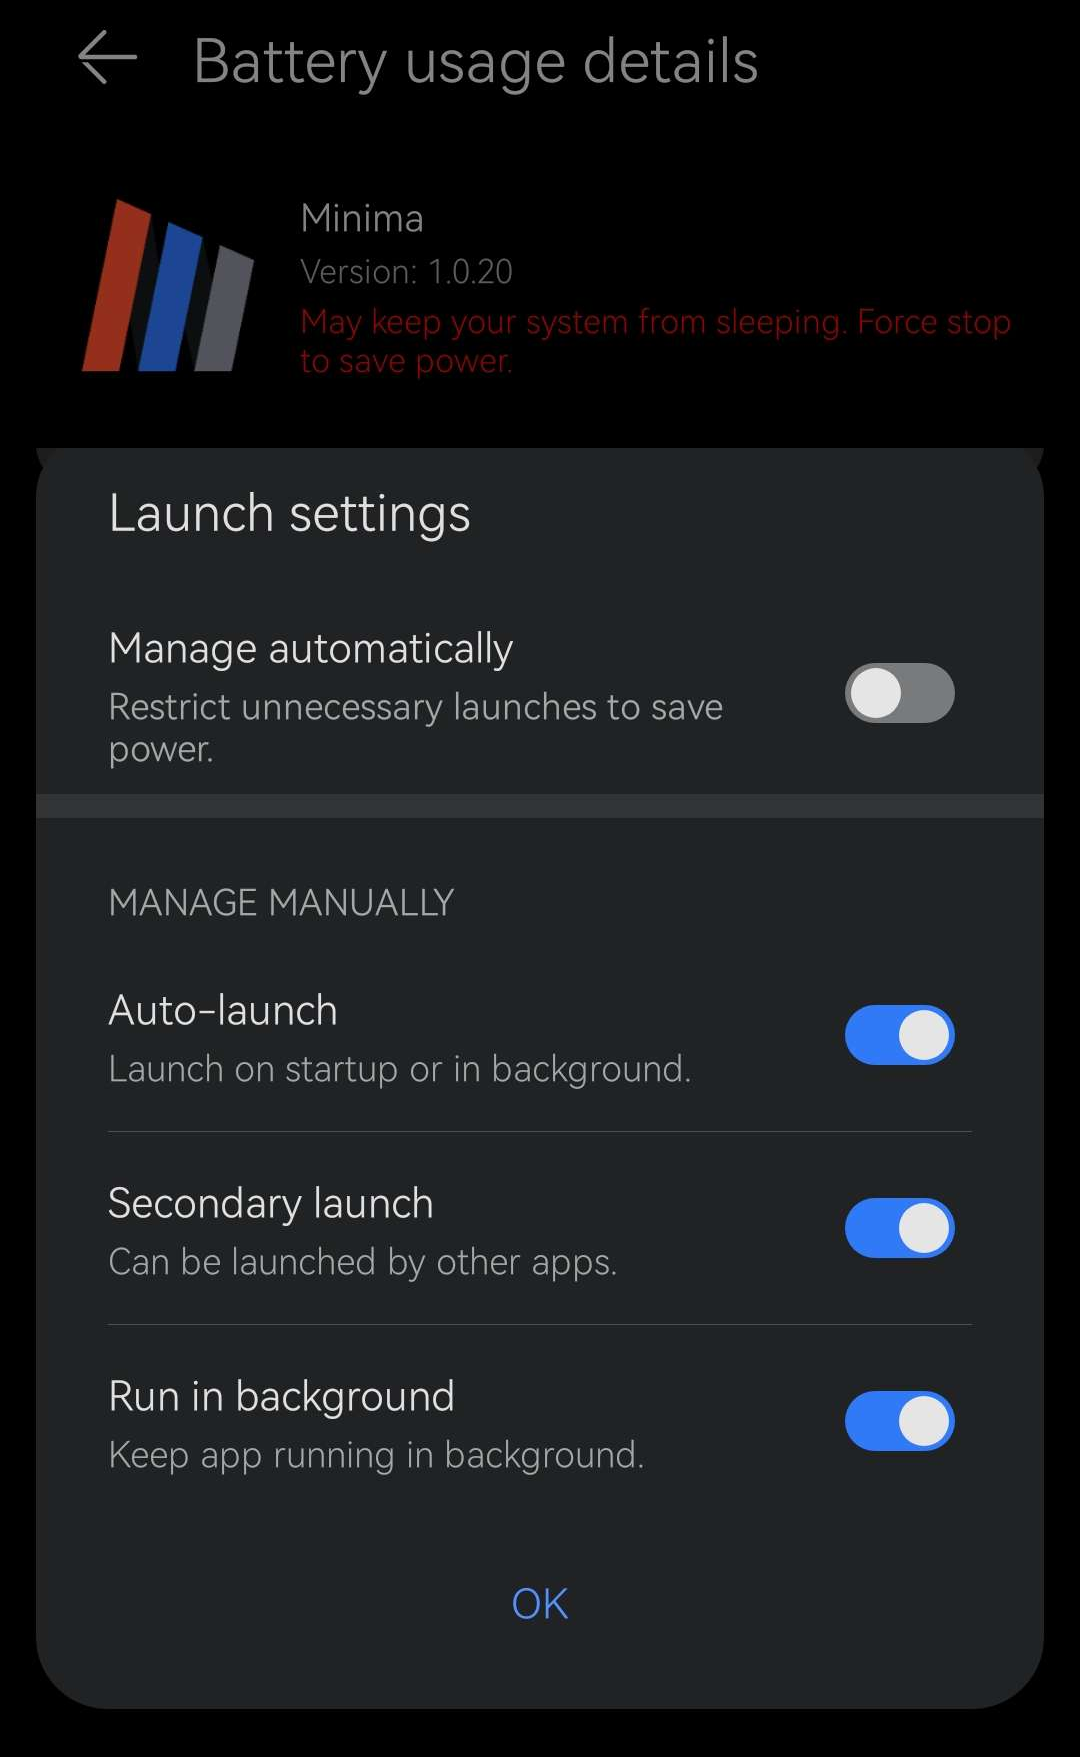 Battery usage details
Minima
Version: 1.0.20
May keep your system from sleeping. Force stop
to save power.
Launch settings
Manage automatically
Restrict unnecessary launches to save
power.
MANAGE MANUALLY
Auto-launch
Launch on startup or in background.
Secondary launch
Can be launched by other apps.
Run in background
Keep app running in background.
OK